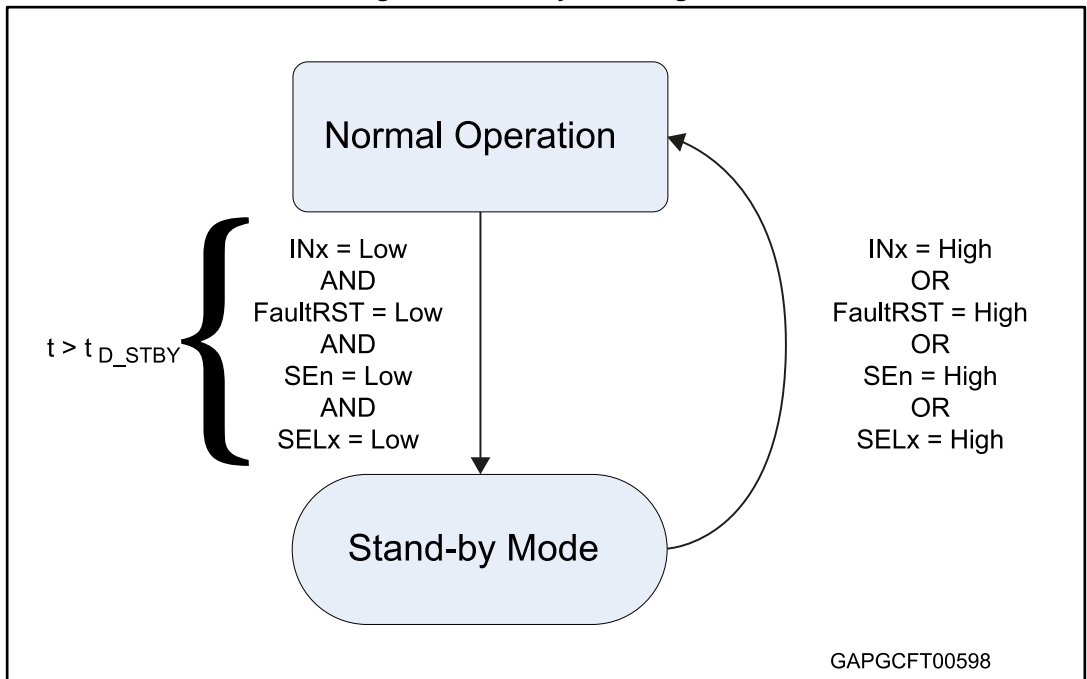 Normal Operation
INx = Low
AND
FaultRST = Low
AND
SEn = Low
AND
SELx = Low
t > t D_STBY
INx = High
OR
FaultRST = High
OR
SEn = High
OR
SELx = High
Stand-by Mode
GAPGCFT00598